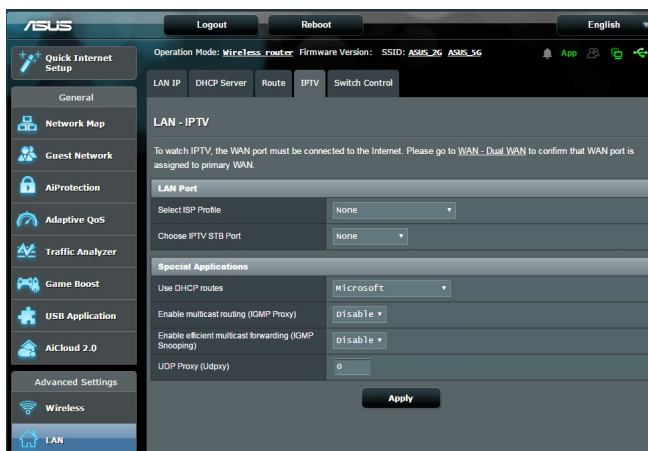 ASUS Logout Reboot English
Quick Internet Setup
Operation Mode: Wireless router Firmware Version: SSID: ASUS_2G ASUS_5G App
General
Network Map
Guest Network
AiProtection
Adaptive QoS
Traffic Analyzer
Game Boost
USB Application
AiCloud 2.0
Advanced Settings
Wireless
LAN
LAN IP DHCP Server Route IPTV Switch Control
LAN - IPTV
To watch IPTV, the WAN port must be connected to the Internet. Please go to WAN - Dual WAN to confirm that WAN port is
assigned to primary WAN.
LAN Port
Select ISP Profile None
Choose IPTV STB Port None
Special Applications
Use DHCP routes Microsoft
Enable multicast routing (IGMP Proxy) Disable
Enable efficient multicast forwarding (IGMP
Snooping) Disable
UDP Proxy (Udpxy) 0
Apply